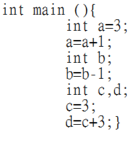 int main (){
int a=3;
a=a+1;
int b;
b=b-1;
int c,d;
c=3;
d=c+3;}